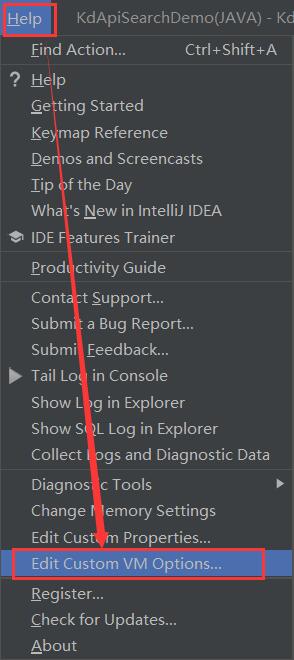 Help KdApiSearchDemo(JAVA) - Kd
Find Action... Ctrl+Shift+A
? Help
Getting Started
Keymap Reference
Demos and Screencasts
Tip of the Day
What's New in IntelliJ IDEA
IDE Features Trainer
Productivity Guide
Contact Support...
Submit a Bug Report...
Submit Feedback...
Tail Log in Console
Show Log in Explorer
Show SQL Log in Explorer
Collect Logs and Diagnostic Data
Diagnostic Tools
Change Memory Settings
Edit Custom Properties...
Edit Custom VM Options...
Register...
Check for Updates...
About